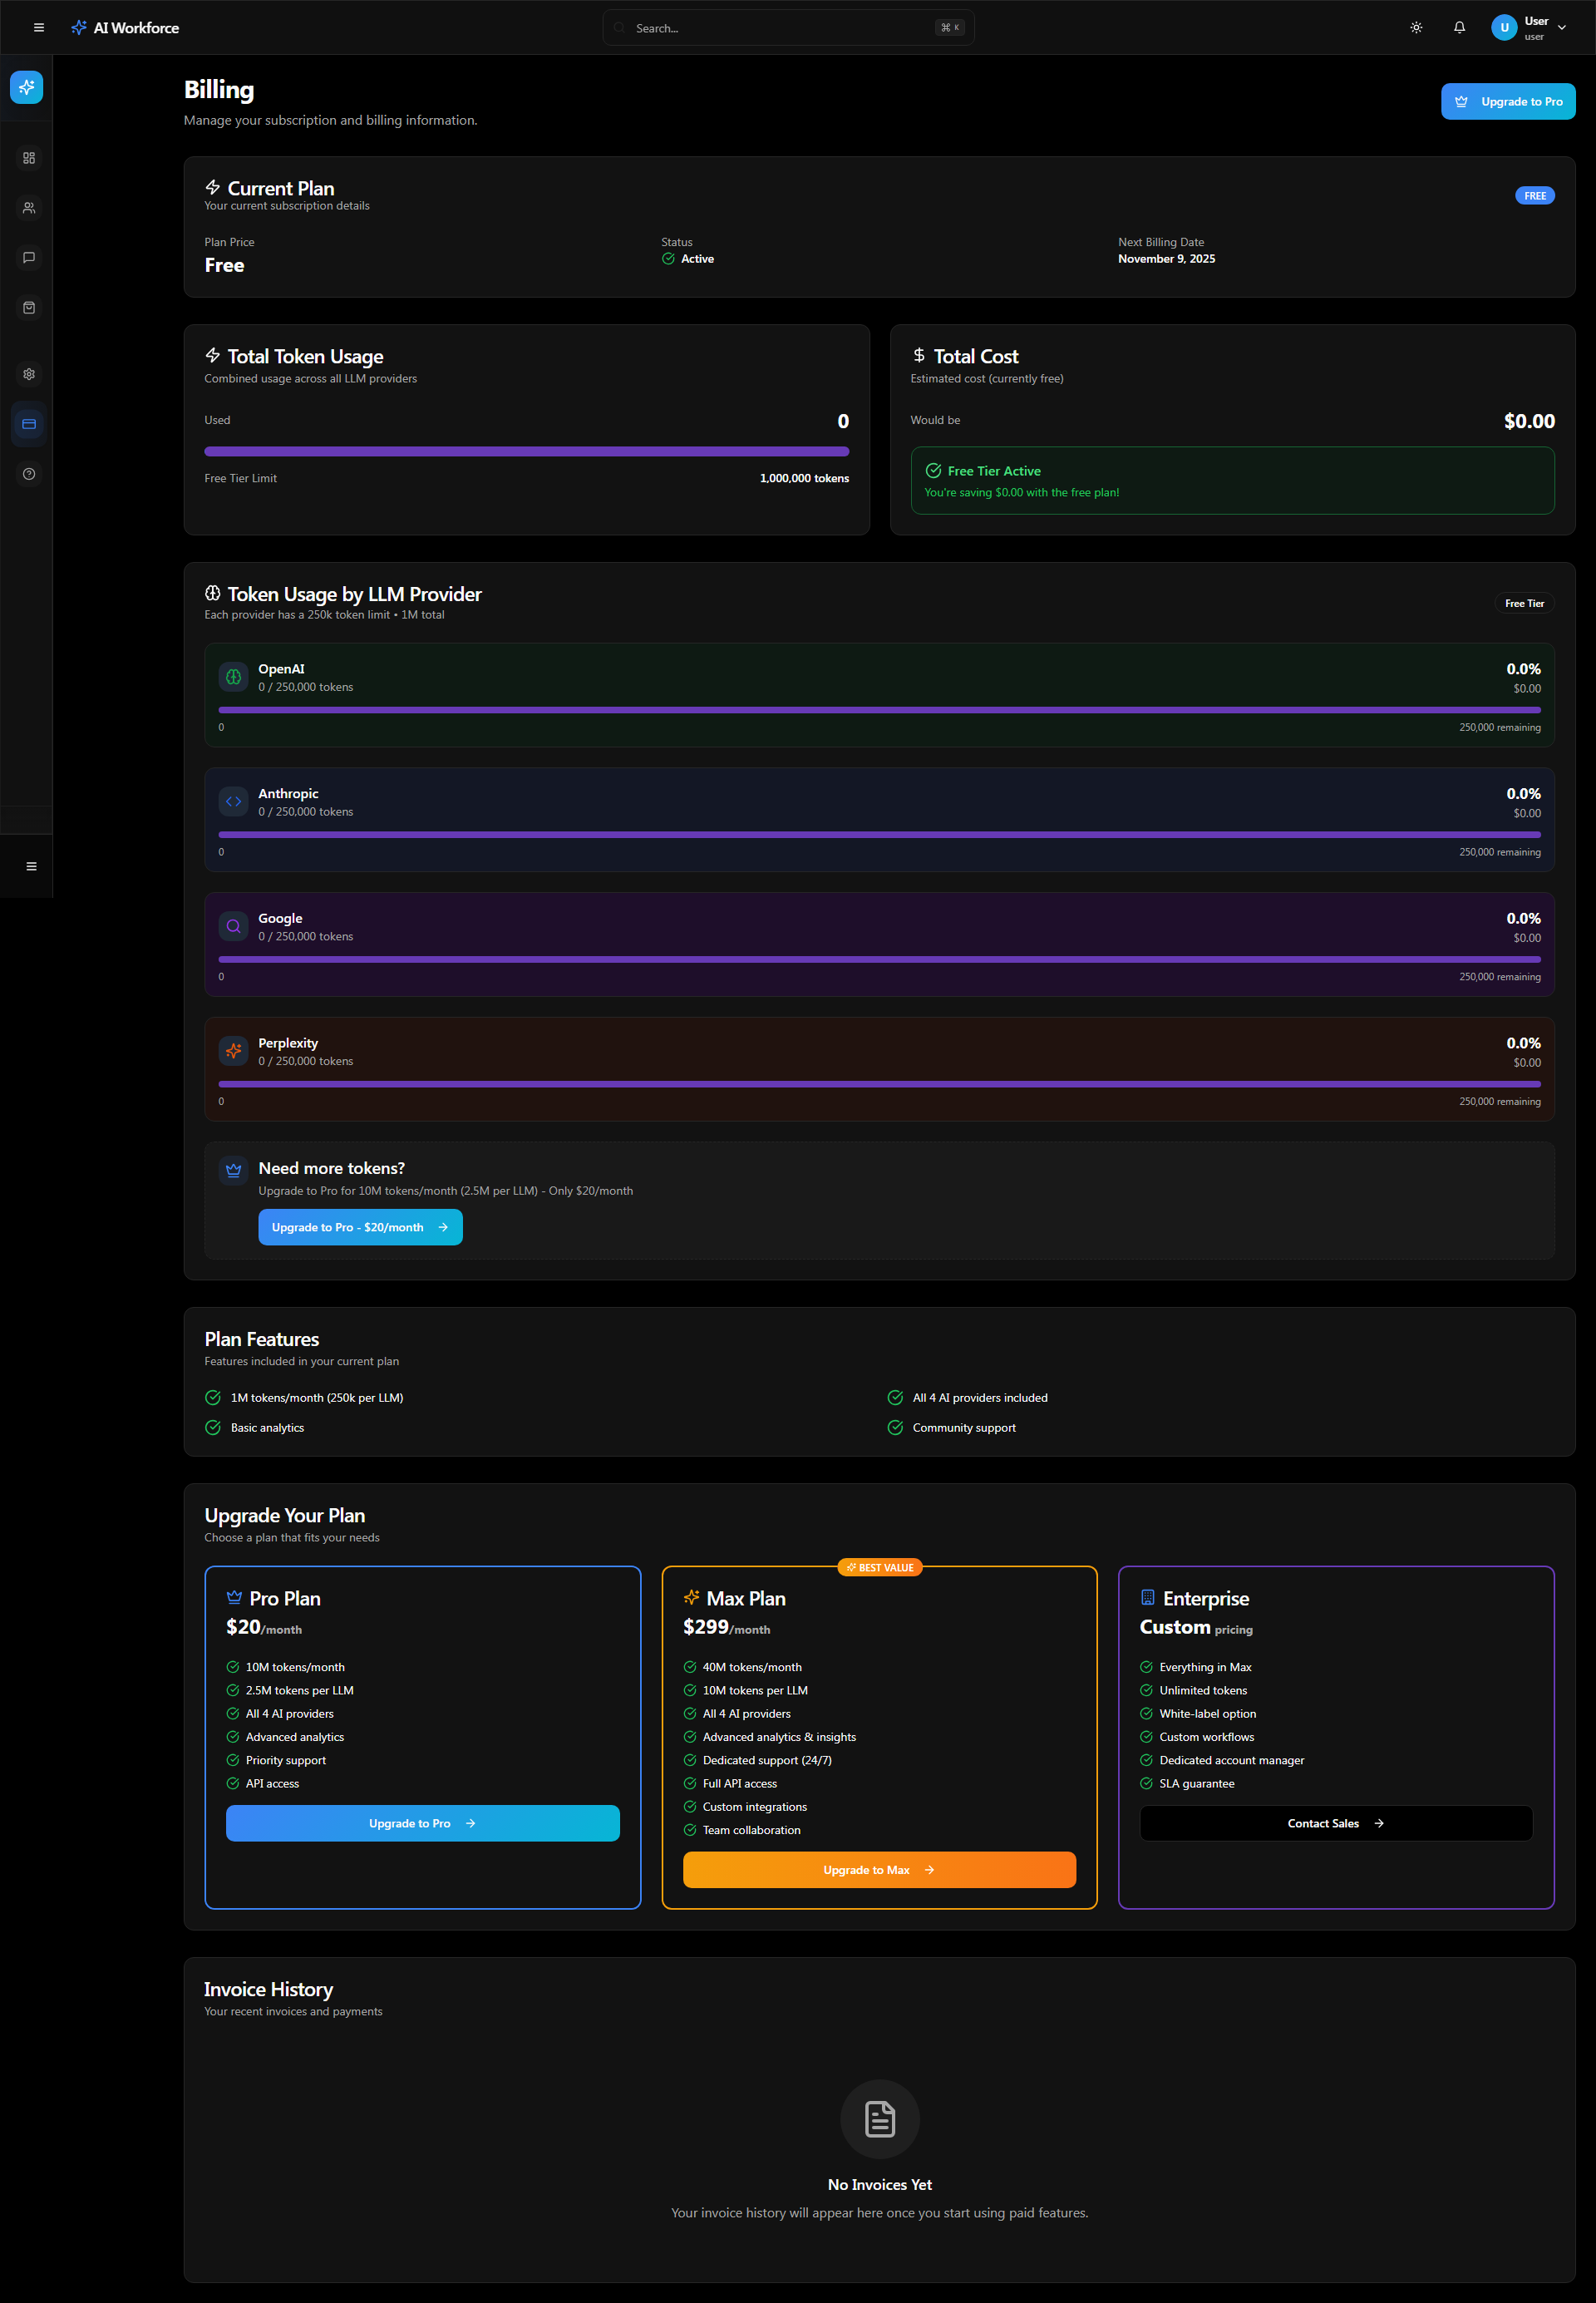 AI Workforce
Search...
⌘ K
U
User
user
Billing
Manage your subscription and billing information.
Upgrade to Pro
Current Plan
Your current subscription details
FREE
Plan Price
Free
Status
Active
Next Billing Date
November 9, 2025
Total Token Usage
Combined usage across all LLM providers
Used
0
Free Tier Limit
1,000,000 tokens
Total Cost
Estimated cost (currently free)
Would be
$0.00
Free Tier Active
You're saving $0.00 with the free plan!
Token Usage by LLM Provider
Each provider has a 250k token limit • 1M total
Free Tier
OpenAI
0 / 250,000 tokens
0.0%
$0.00
0
250,000 remaining
Anthropic
0 / 250,000 tokens
0.0%
$0.00
0
250,000 remaining
Google
0 / 250,000 tokens
0.0%
$0.00
0
250,000 remaining
Perplexity
0 / 250,000 tokens
0.0%
$0.00
0
250,000 remaining
Need more tokens?
Upgrade to Pro for 10M tokens/month (2.5M per LLM) - Only $20/month
Upgrade to Pro - $20/month
Plan Features
Features included in your current plan
1M tokens/month (250k per LLM)
All 4 AI providers included
Basic analytics
Community support
Upgrade Your Plan
Choose a plan that fits your needs
Pro Plan
$20/month
10M tokens/month
2.5M tokens per LLM
All 4 AI providers
Advanced analytics
Priority support
API access
Upgrade to Pro
BEST VALUE
Max Plan
$299/month
40M tokens/month
10M tokens per LLM
All 4 AI providers
Advanced analytics & insights
Dedicated support (24/7)
Full API access
Custom integrations
Team collaboration
Upgrade to Max
Enterprise
Custom pricing
Everything in Max
Unlimited tokens
White-label option
Custom workflows
Dedicated account manager
SLA guarantee
Contact Sales
Invoice History
Your recent invoices and payments
No Invoices Yet
Your invoice history will appear here once you start using paid features.